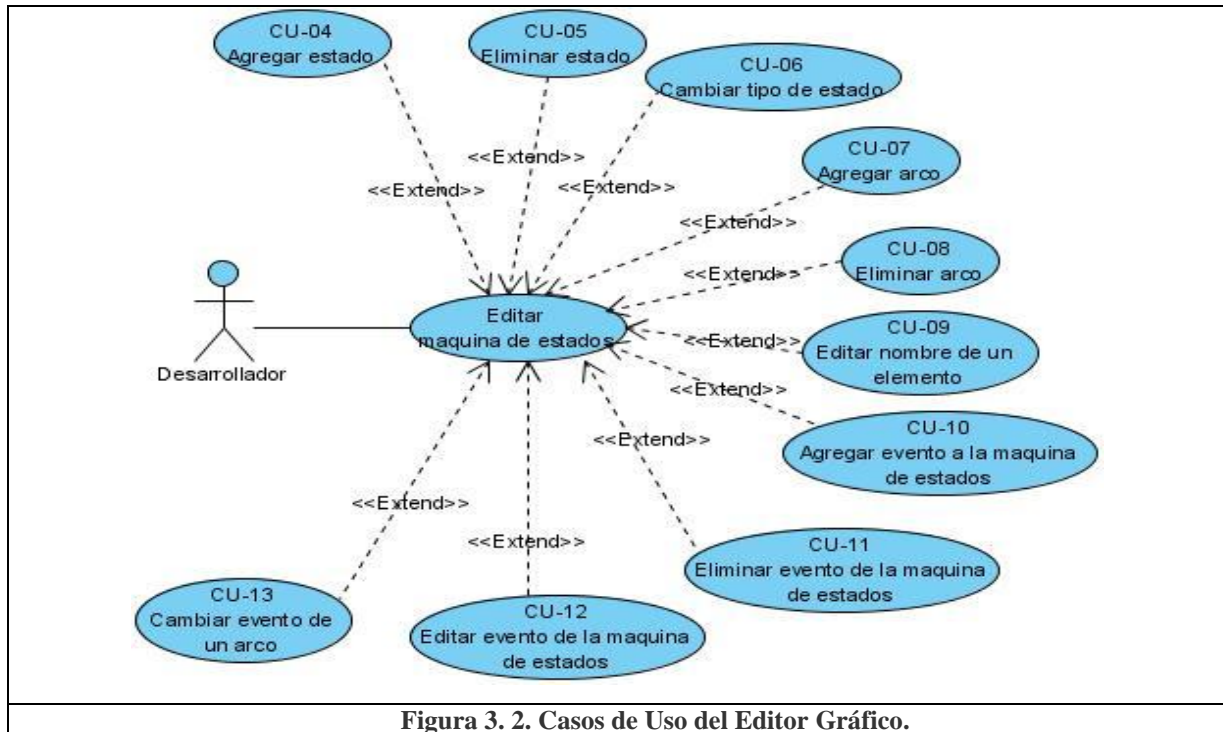 CU-04
Agregar estado
CU-05
Eliminar estado
CU-06
Cambiar tipo de estado
CU-07
Agregar arco
<<Extend>>
<<Extend>>
<<Extend>>
<<Extend>>
CU-08
Eliminar arco
<<Extend>>
Editar
maquina de estados
<<Extend>>
CU-09
Editar nombre de un
elemento
Desarrollador
<<Extend>>
CU-10
Agregar evento a la maquina
de estados
<<Extend>>
<<Extend>>
<<Extend>>
CU-11
Eliminar evento de la maquina
de estados
CU-13
Cambiar evento de
un arco
CU-12
Editar evento de la maquina
de estados
Figura 3. 2. Casos de Uso del Editor Gráfico.